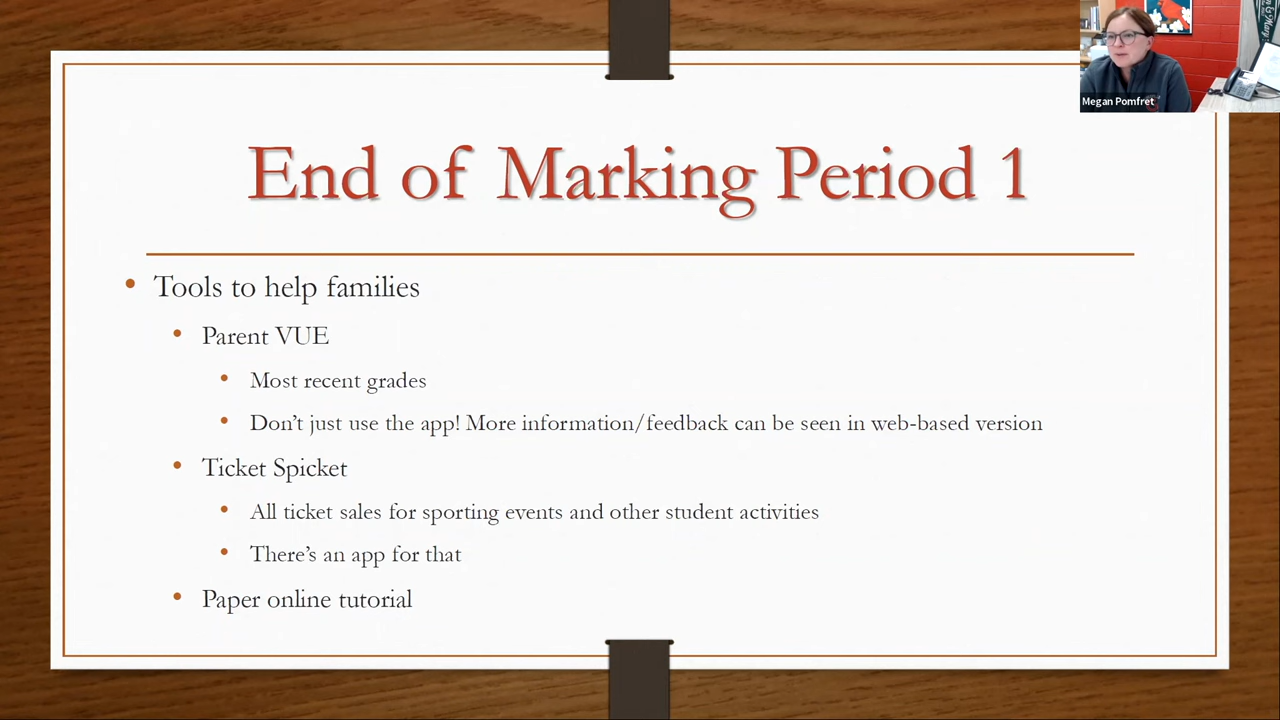 End of Marking Period 1
Megan Pomfret
• Tools to help families
• Parent VUE
• Most recent grades
• Don’t just use the app! More information/feedback can be seen in web-based version
• Ticket Spicket
• All ticket sales for sporting events and other student activities
• There’s an app for that
• Paper online tutorial